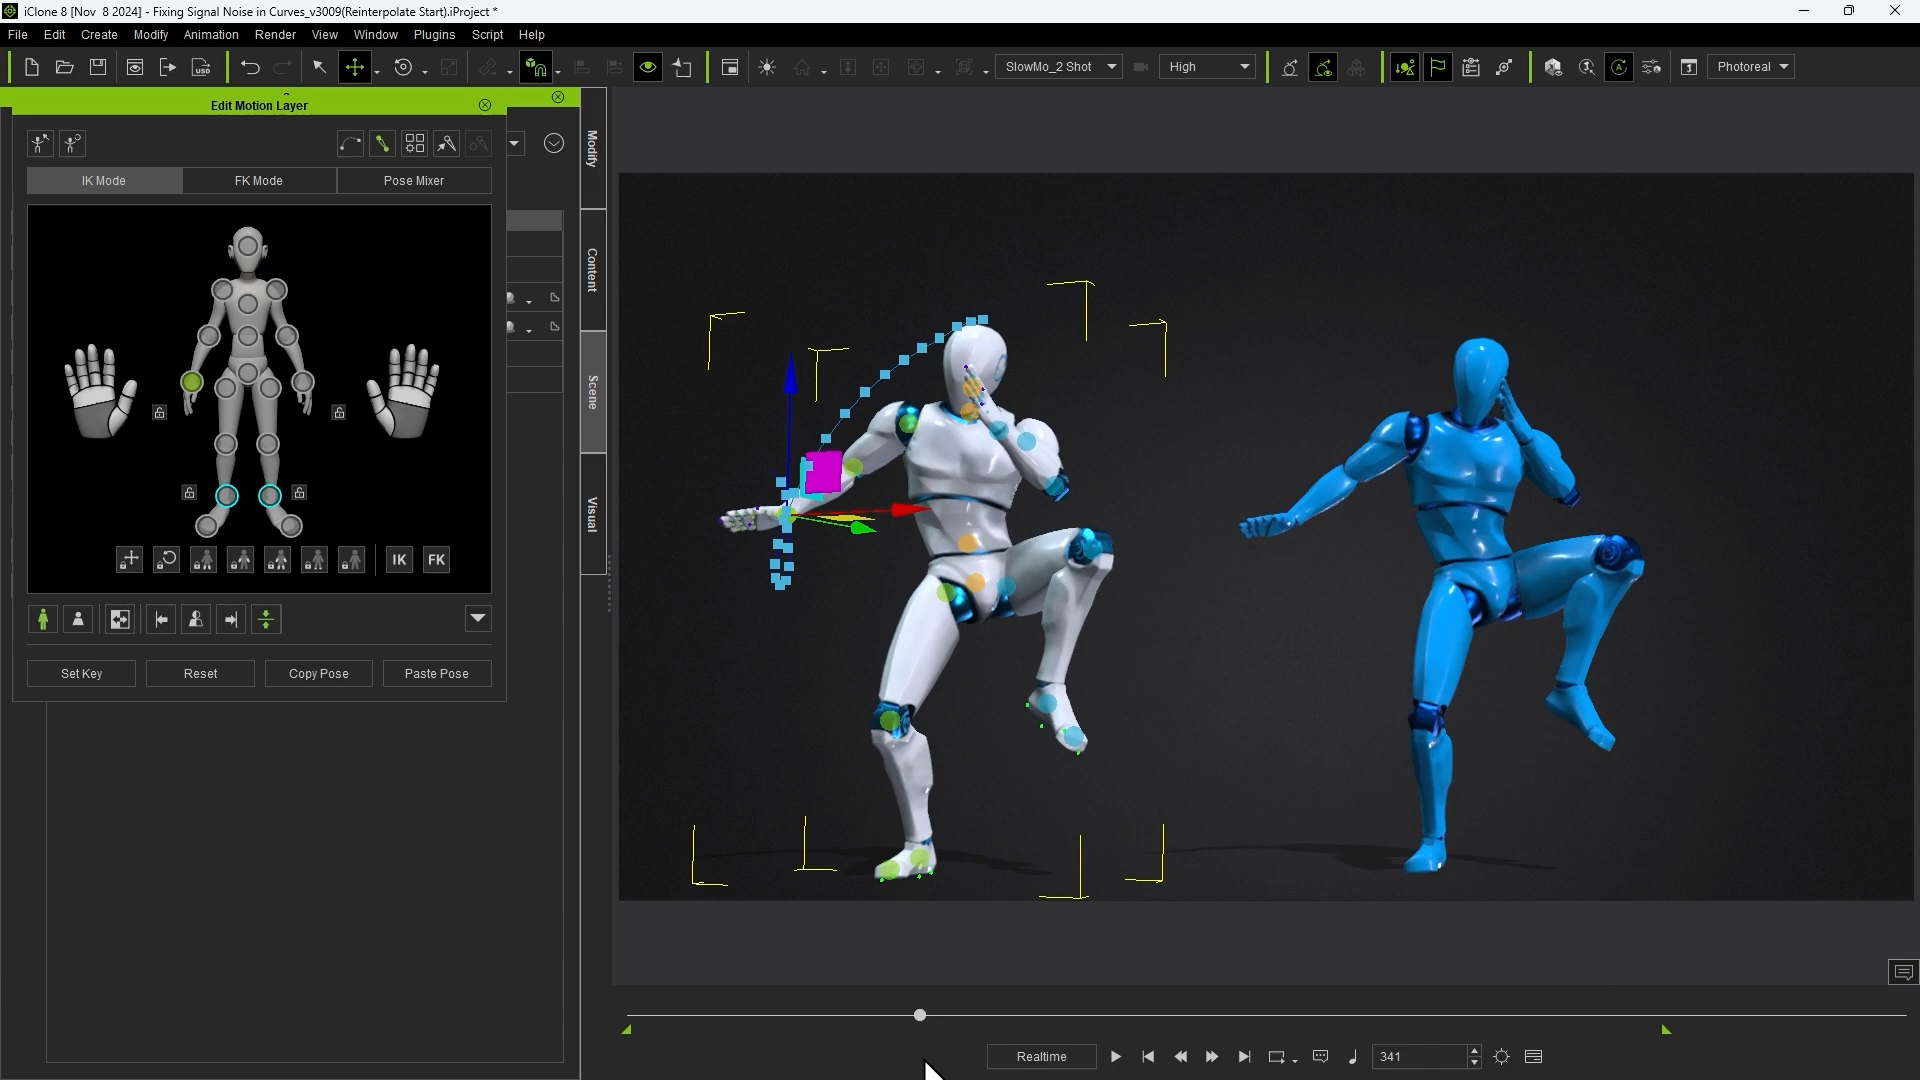 iClone 8 [Nov  8 2024] - Fixing Signal Noise in Curves_v3009(Reinterpolate Start).iProject *
File Edit Create Modify Animation Render View Window Plugins Script Help
SlowMo_2 Shot High Photoreal
Edit Motion Layer
IK Mode FK Mode Pose Mixer
IK FK
Set Key Reset Copy Pose Paste Pose
Modify
Content
Scene
Visual
Realtime 341